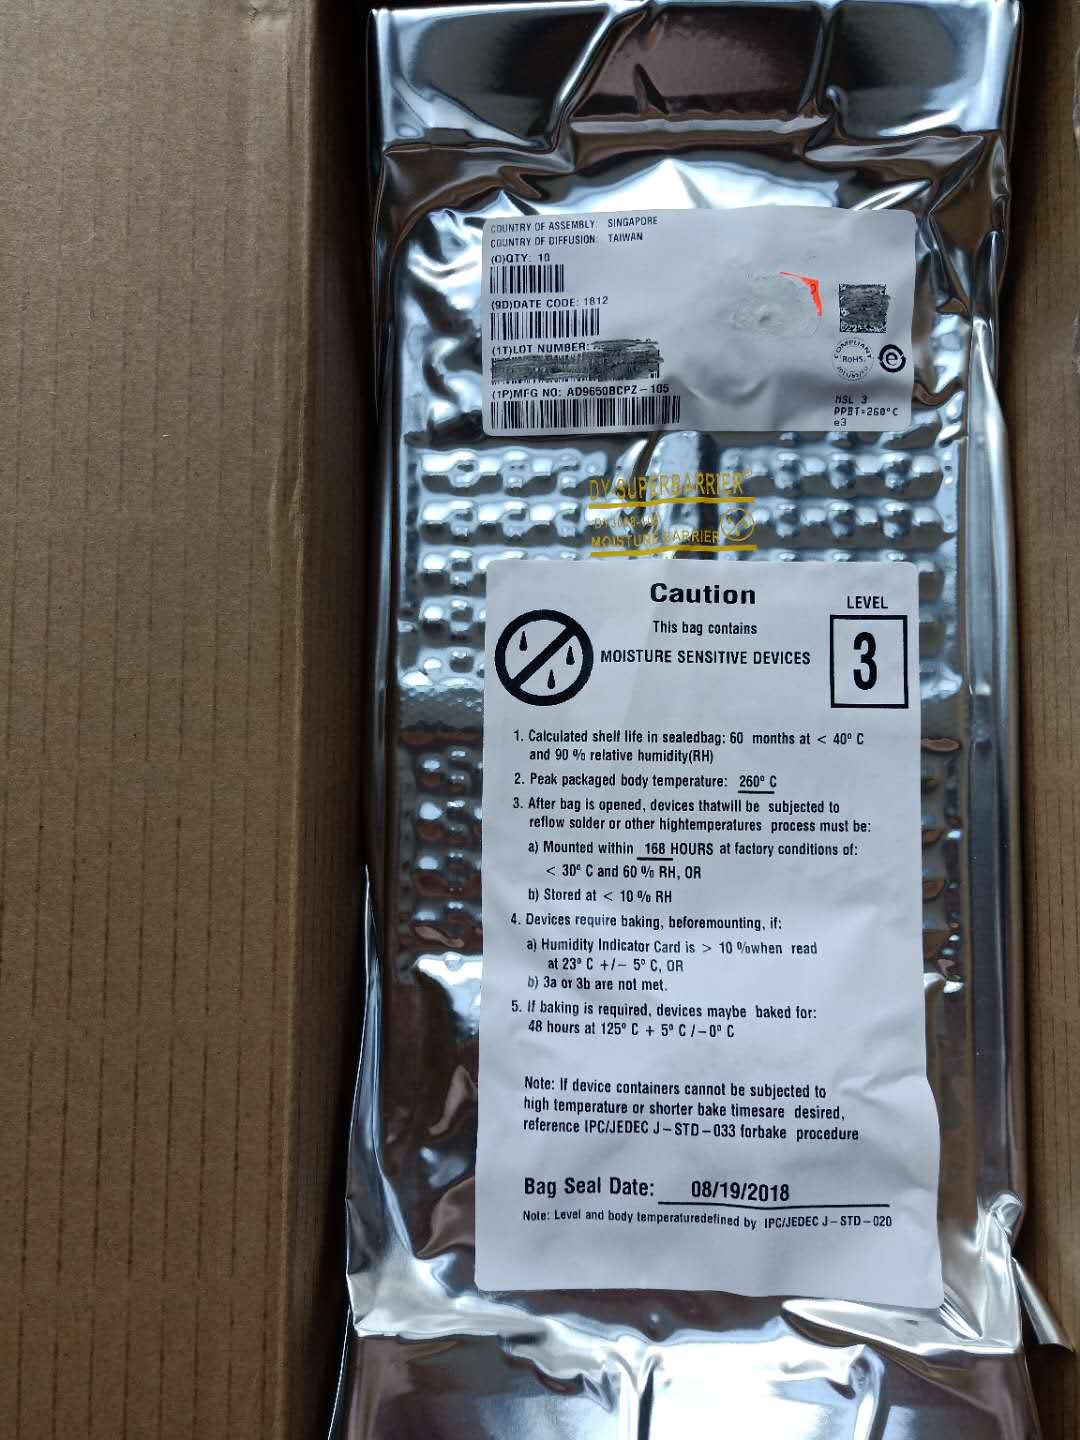 COUNTRY OF ASSEMBLY: SINGAPORE
COUNTRY OF DIFFUSION: TAIWAN
(Q)QTY: 10
(9D)DATE CODE: 1812
(1T)LOT NUMBER:
(1P)MFG NO: AD9650BCPZ-105
COMPLIANT
RoHS
e
MSL 3
PPBT=260°C
e3
DY SUPERBARRIER
MOISTURE BARRIER
Caution
LEVEL
This bag contains
MOISTURE SENSITIVE DEVICES
3
1. Calculated shelf life in sealedbag: 60 months at < 40° C
and 90 % relative humidity(RH)
2. Peak packaged body temperature: 260° C
3. After bag is opened, devices thatwill be subjected to
reflow solder or other hightemperatures process must be:
a) Mounted within 168 HOURS at factory conditions of:
< 30° C and 60 % RH, OR
b) Stored at < 10 % RH
4. Devices require baking, beforemounting, if:
a) Humidity Indicator Card is > 10 %when read
at 23° C +/- 5° C, OR
b) 3a or 3b are not met.
5. If baking is required, devices maybe baked for:
48 hours at 125° C + 5° C /-0° C
Note: If device containers cannot be subjected to
high temperature or shorter bake timesare desired,
reference IPC/JEDEC J-STD-033 forbake procedure
Bag Seal Date: 08/19/2018
Note: Level and body temperaturedefined by IPC/JEDEC J-STD-020